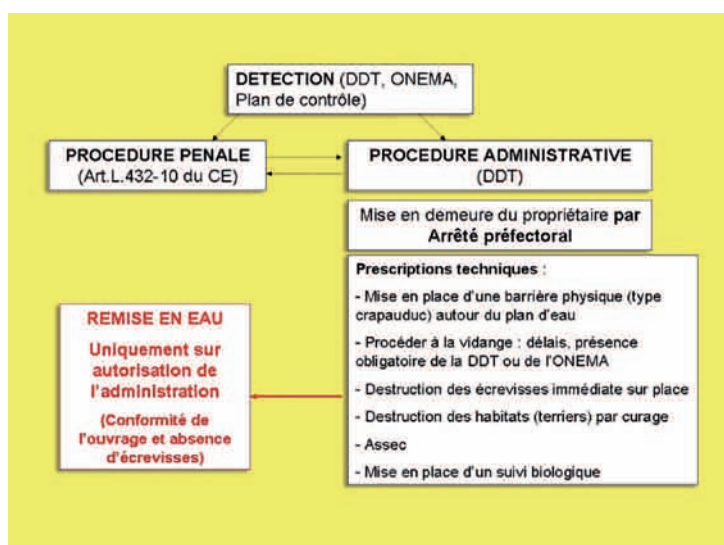 DETECTION (DDT, ONEMA,
Plan de contrôle)
PROCEDURE PENALE
(Art.L.432-10 du CE)
PROCEDURE ADMINISTRATIVE
(DDT)
Mise en demeure du propriétaire par
Arrêté préfectoral
Prescriptions techniques :
- Mise en place d'une barrière physique (type
crapauduc) autour du plan d'eau
- Procéder à la vidange : délais, présence
obligatoire de la DDT ou de l'ONEMA
- Destruction des écrevisses immédiate sur place
- Destruction des habitats (terriers) par curage
- Assec
- Mise en place d'un suivi biologique
REMISE EN EAU
Uniquement sur
autorisation de
l'administration
(Conformité de
l'ouvrage et absence
d'écrevisses)